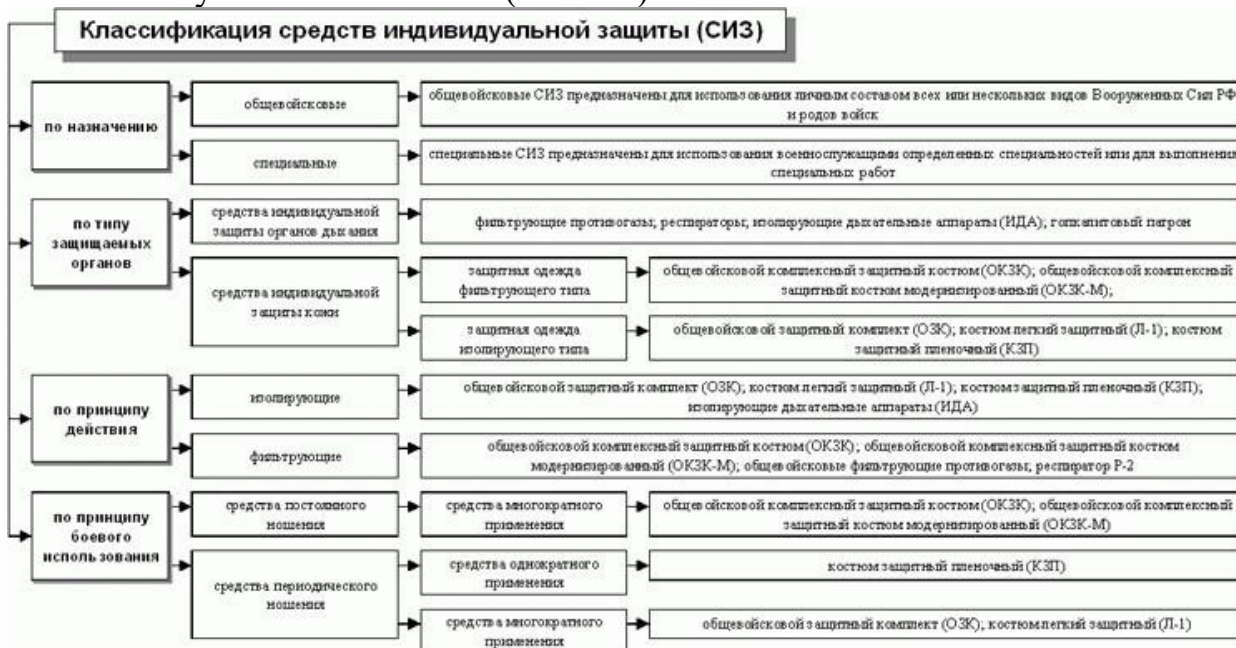 Классификация средств индивидуальной защиты (СИЗ)
по назначению
общевойсковые
общевойсковые СИЗ предназначены для использования личным составом всех или нескольких видов Вооруженных Сил РФ
и родов войск
специальные
специальные СИЗ предназначены для использования военнослужащими определенных специальностей или для выполнения
специальных работ
по типу
защищаемых
органов
средства индивидуальной
защиты органов дыхания
фильтрующие противогазы; респираторы; изолирующие дыхательные аппараты (ИДА); гопкалитовый патрон
средства индивидуальной
защиты кожи
защитная одежда
фильтрующего типа
общевойсковой комплексный защитный костюм (ОКЗК); общевойсковой комплексный
защитный костюм модернизированный (ОКЗК-М);
защитная одежда
изолирующего типа
общевойсковой защитный комплект (ОЗК); костюм легкий защитный (Л-1); костюм
защитный пленочный (КЗП)
по принципу
действия
изолирующие
общевойсковой защитный комплект (ОЗК); костюм легкий защитный (Л-1); костюм защитный пленочный (КЗП);
изолирующие дыхательные аппараты (ИДА)
фильтрующие
общевойсковой комплексный защитный костюм (ОКЗК); общевойсковой комплексный защитный костюм
модернизированный (ОКЗК-М); общевойсковые фильтрующие противогазы; респиратор Р-2
по принципу
боевого
использования
средства постоянного
ношения
средства многократного
применения
общевойсковой комплексный защитный костюм (ОКЗК); общевойсковой комплексный
защитный костюм модернизированный (ОКЗК-М)
средства периодического
ношения
средства однократного
применения
костюм защитный пленочный (КЗП)
средства многократного
применения
общевойсковой защитный комплект (ОЗК); костюм легкий защитный (Л-1)